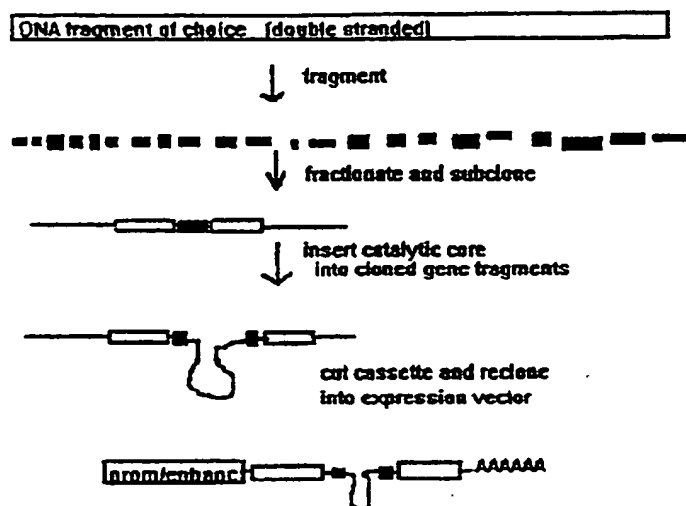 DNA fragment of choice [double stranded]
fragment
fractionate and subclone
insert catalytic core
into cloned gene fragments
cut cassette and reclone
into expression vector
prom/enhanc
AAAAAA